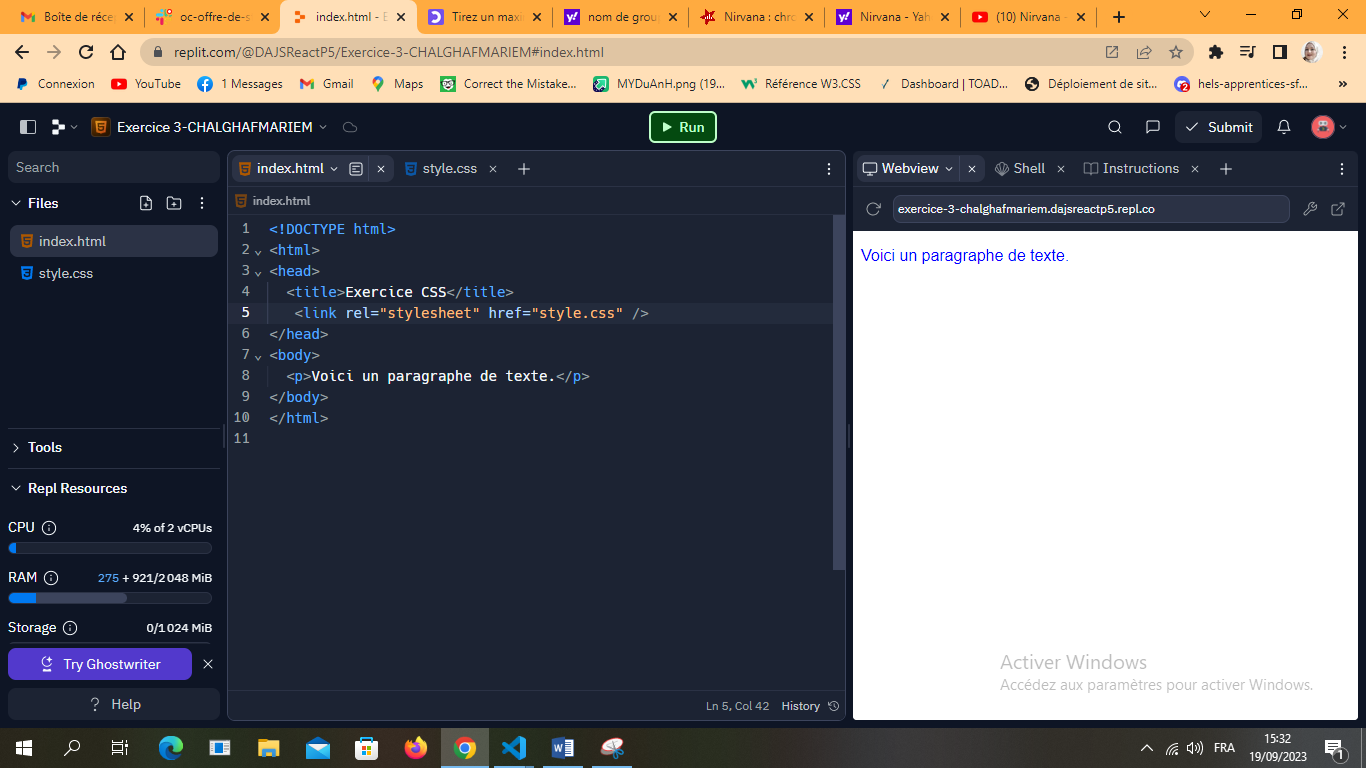 Boîte de récep
oc-offre-de-s
index.html - E
Tirez un maxi
nom de group
Nirvana : chro
Nirvana - Yah
(10) Nirvana -
replit.com/@DAJSReactP5/Exercice-3-CHALGHAFMARIEM#index.html
Connexion
YouTube
1 Messages
Gmail
Maps
Correct the Mistake...
MYDuAnH.png (19...
Référence W3.CSS
Dashboard | TOAD...
Déploiement de sit...
hels-apprentices-sf...
Exercice 3-CHALGHAFMARIEM
Run
Submit
Search
Files
index.html
style.css
Tools
Repl Resources
CPU 4% of 2 vCPUs
RAM 275 + 921/2 048 MiB
Storage 0/1 024 MiB
Try Ghostwriter
Help
index.html
style.css
index.html
1 <!DOCTYPE html>
2 <html>
3 <head>
4 <title>Exercice CSS</title>
5 <link rel="stylesheet" href="style.css" />
6 </head>
7 <body>
8 <p>Voici un paragraphe de texte.</p>
9 </body>
10 </html>
11
Ln 5, Col 42 History
Webview
Shell
Instructions
exercice-3-chalghafmariem.dajsreactp5.repl.co
Voici un paragraphe de texte.
Activer Windows
Accédez aux paramètres pour activer Windows.
FRA
15:32
19/09/2023
1